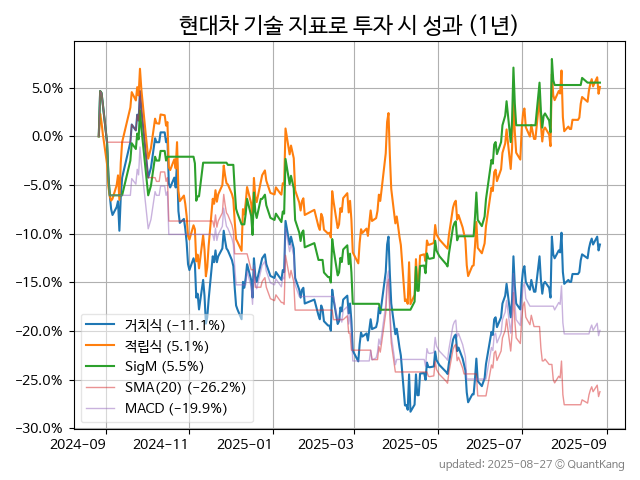 현대차 기술 지표로 투자 시 성과 (1년)
5.0%
0.0%
−5.0%
−10.0%
−15.0%
−20.0%
−25.0%
−30.0%
거치식 (−11.1%)
적립식 (5.1%)
SigM (5.5%)
SMA(20) (−26.2%)
MACD (−19.9%)
2024-09 2024-11 2025-01 2025-03 2025-05 2025-07 2025-09
updated: 2025-08-27 © QuantKang